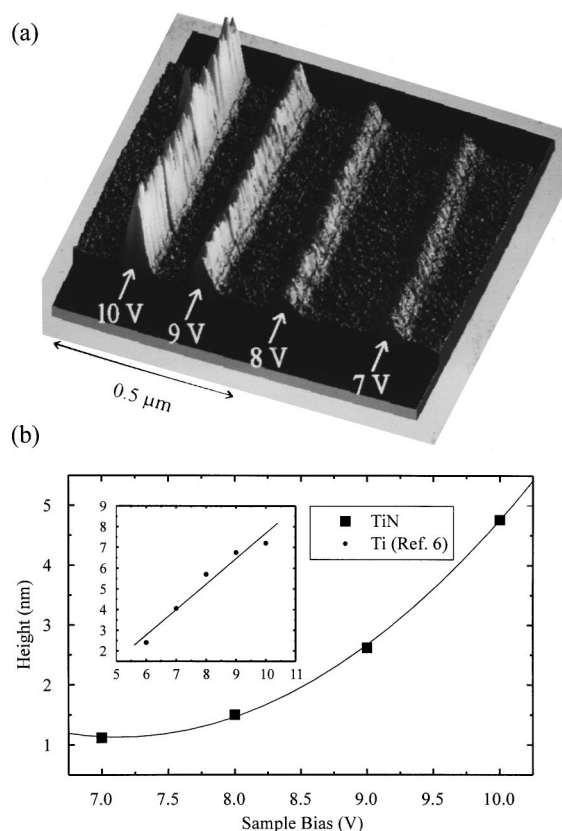 (a)
10 V
9 V
8 V
7 V
0.5 μm
(b)
TiN
Ti (Ref. 6)
9
8
7
6
5
4
3
2
5 6 7 8 9 10 11
5
4
3
2
1
Height (nm)
7.0 7.5 8.0 8.5 9.0 9.5 10.0
Sample Bias (V)